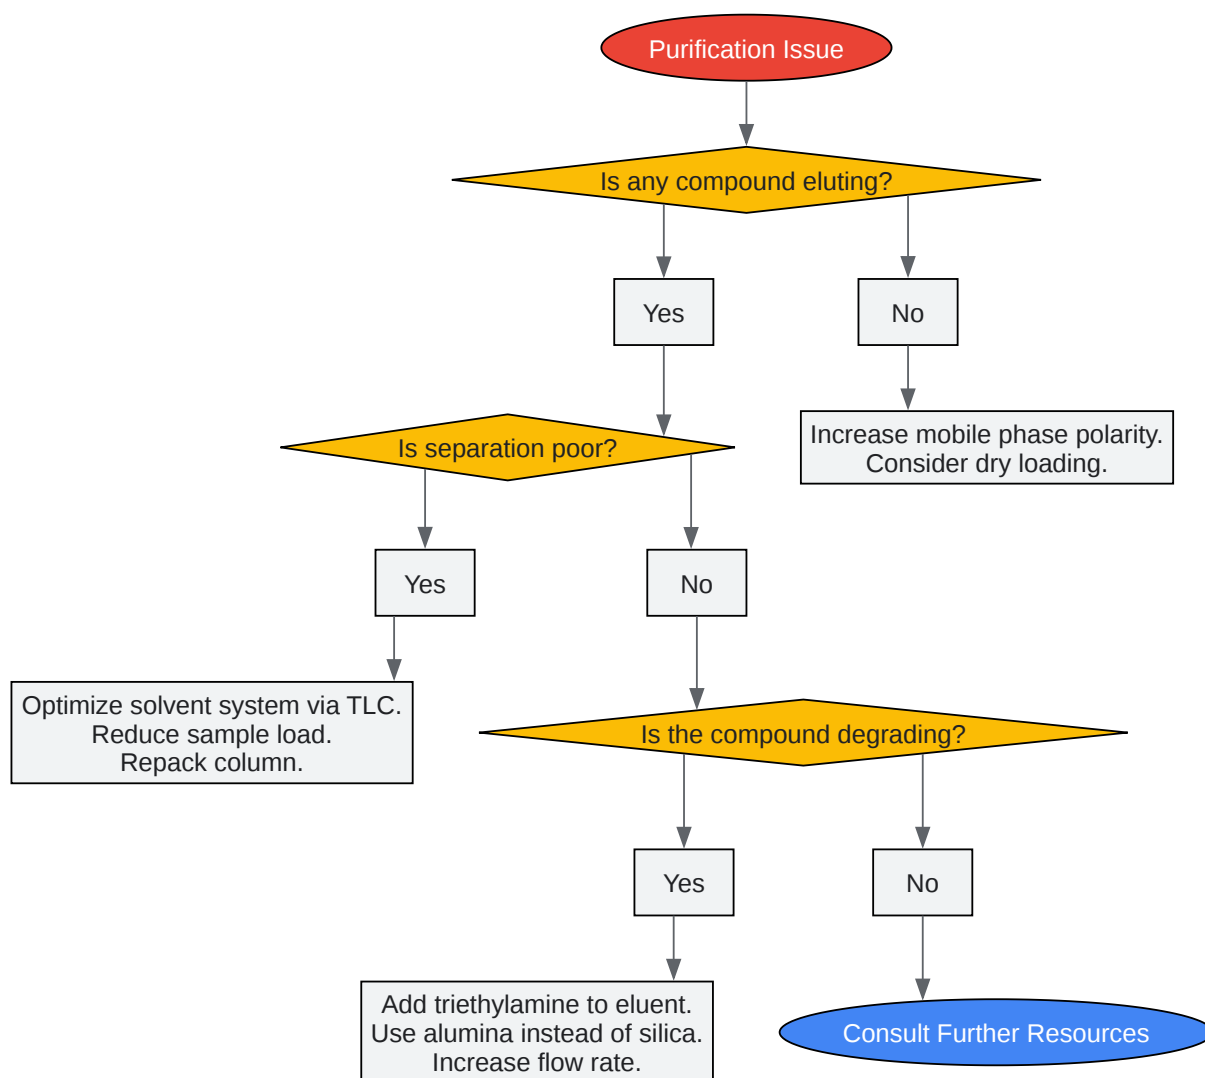 Purification Issue
Is any compound eluting?
Yes
No
Increase mobile phase polarity.
Consider dry loading.
Is separation poor?
Yes
No
Optimize solvent system via TLC.
Reduce sample load.
Repack column.
Is the compound degrading?
Yes
No
Add triethylamine to eluent.
Use alumina instead of silica.
Increase flow rate.
Consult Further Resources